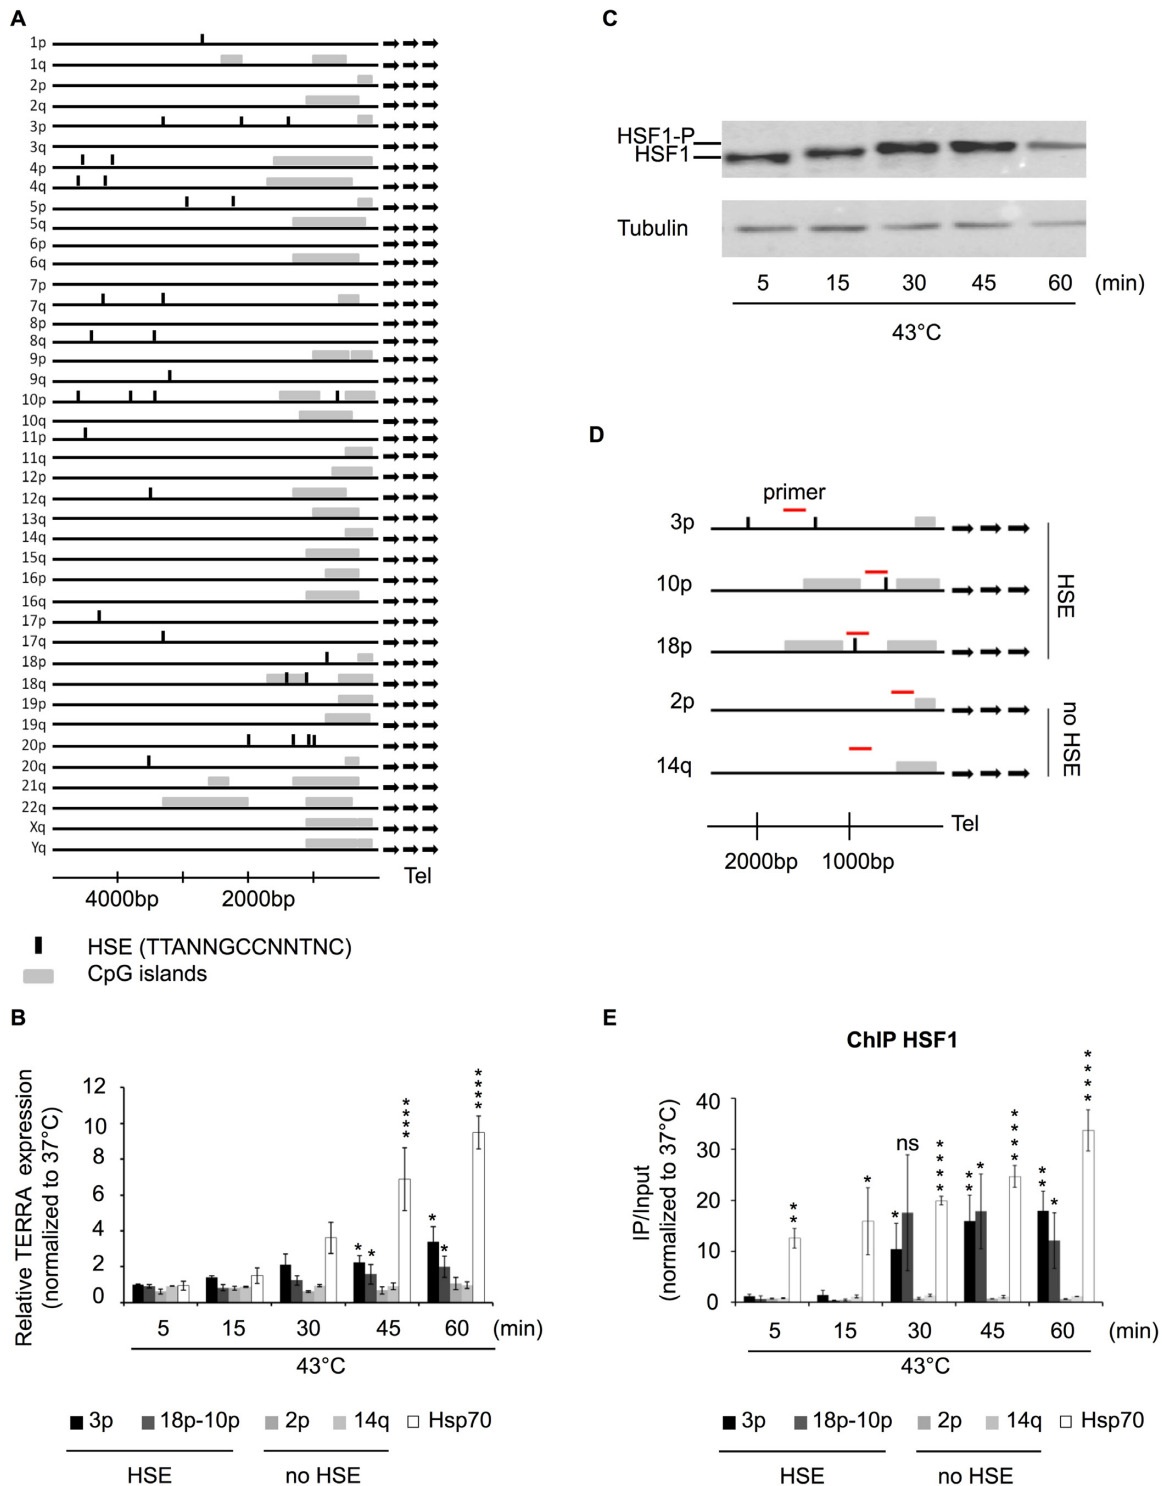 A
1p
1q
2p
2q
3p
3q
4p
4q
5p
5q
6p
6q
7p
7q
8p
8q
9p
9q
10p
10q
11p
11q
12p
12q
13q
14q
15q
16p
16q
17p
17q
18p
18q
19p
19q
20p
20q
21q
22q
Xq
Yq
4000bp 2000bp Tel
HSE (TTANNGCCNNTNC)
CpG islands
B
Relative TERRA expression
(normalized to 37°C)
12
10
8
6
4
2
0
* * * * * * * * * * * *
5 15 30 45 60 (min)
43°C
3p 18p-10p 2p 14q Hsp70
HSE no HSE
C
HSF1-P
HSF1
Tubulin
5 15 30 45 60 (min)
43°C
D
primer
3p
10p
18p
HSE
2p
14q
no HSE
Tel
2000bp 1000bp
E
ChIP HSF1
IP/Input
(normalized to 37°C)
40
30
20
10
0
* * * * ns * * * * * * * * * * * * * * * * * * *
5 15 30 45 60 (min)
43°C
3p 18p-10p 2p 14q Hsp70
HSE no HSE